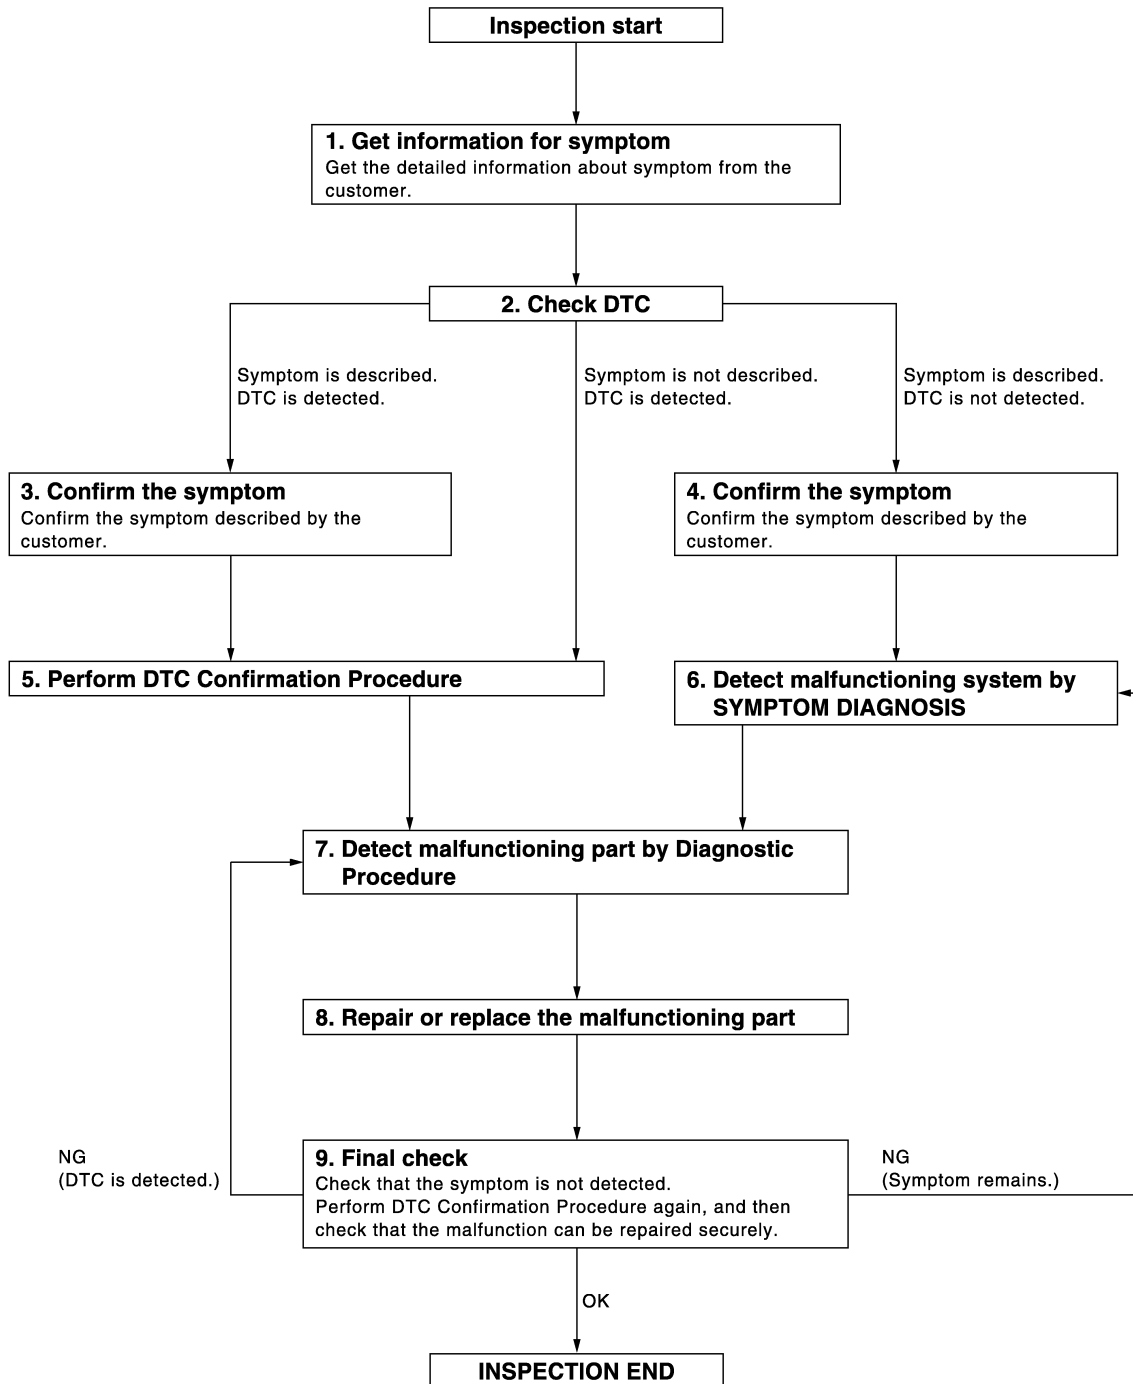 Inspection start
1. Get information for symptom
Get the detailed information about symptom from the
customer.
2. Check DTC
Symptom is described.
DTC is detected.
Symptom is not described.
DTC is detected.
Symptom is described.
DTC is not detected.
3. Confirm the symptom
Confirm the symptom described by the
customer.
4. Confirm the symptom
Confirm the symptom described by the
customer.
5. Perform DTC Confirmation Procedure
6. Detect malfunctioning system by
SYMPTOM DIAGNOSIS
7. Detect malfunctioning part by Diagnostic
Procedure
8. Repair or replace the malfunctioning part
NG
(DTC is detected.)
9. Final check
Check that the symptom is not detected.
Perform DTC Confirmation Procedure again, and then
check that the malfunction can be repaired securely.
NG
(Symptom remains.)
OK
INSPECTION END